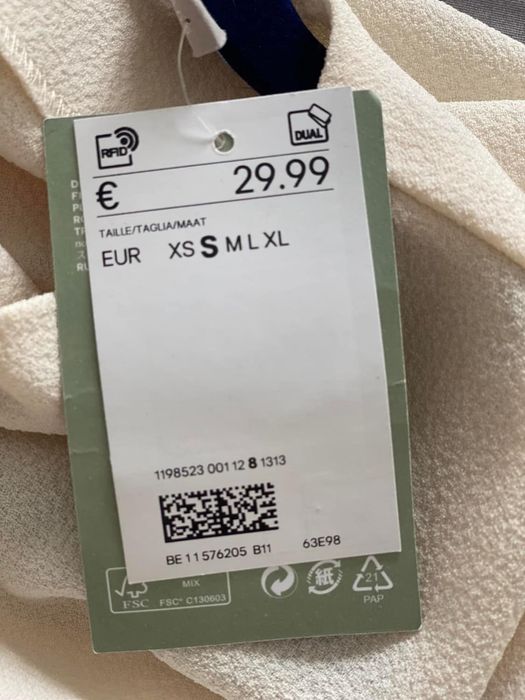 RFID
DUAL
€ 29.99
TAILLE/TAGLIA/MAAT
EUR XS S M L XL
1198523 001 12 8 1313
BE 11576205 B11 63E98
MIX
FSC
FSC® C130603
紙
21
PAP